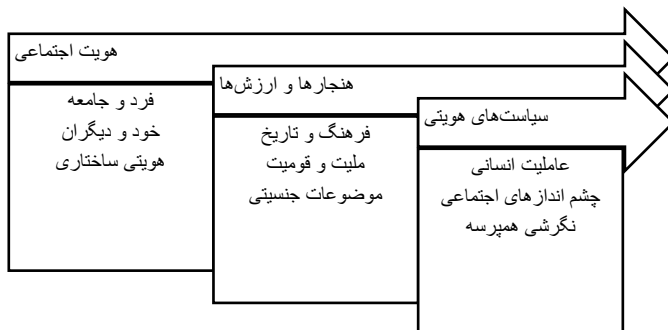 هویت اجتماعی
فرد و جامعه
خود و دیگران
هویتی ساختاری
هنجارها و ارزش‌ها
فرهنگ و تاریخ
ملیت و قومیت
موضوعات جنسیتی
سیاست‌های هویتی
عاملیت انسانی
چشم اندازهای اجتماعی
نگرشی همپرسه